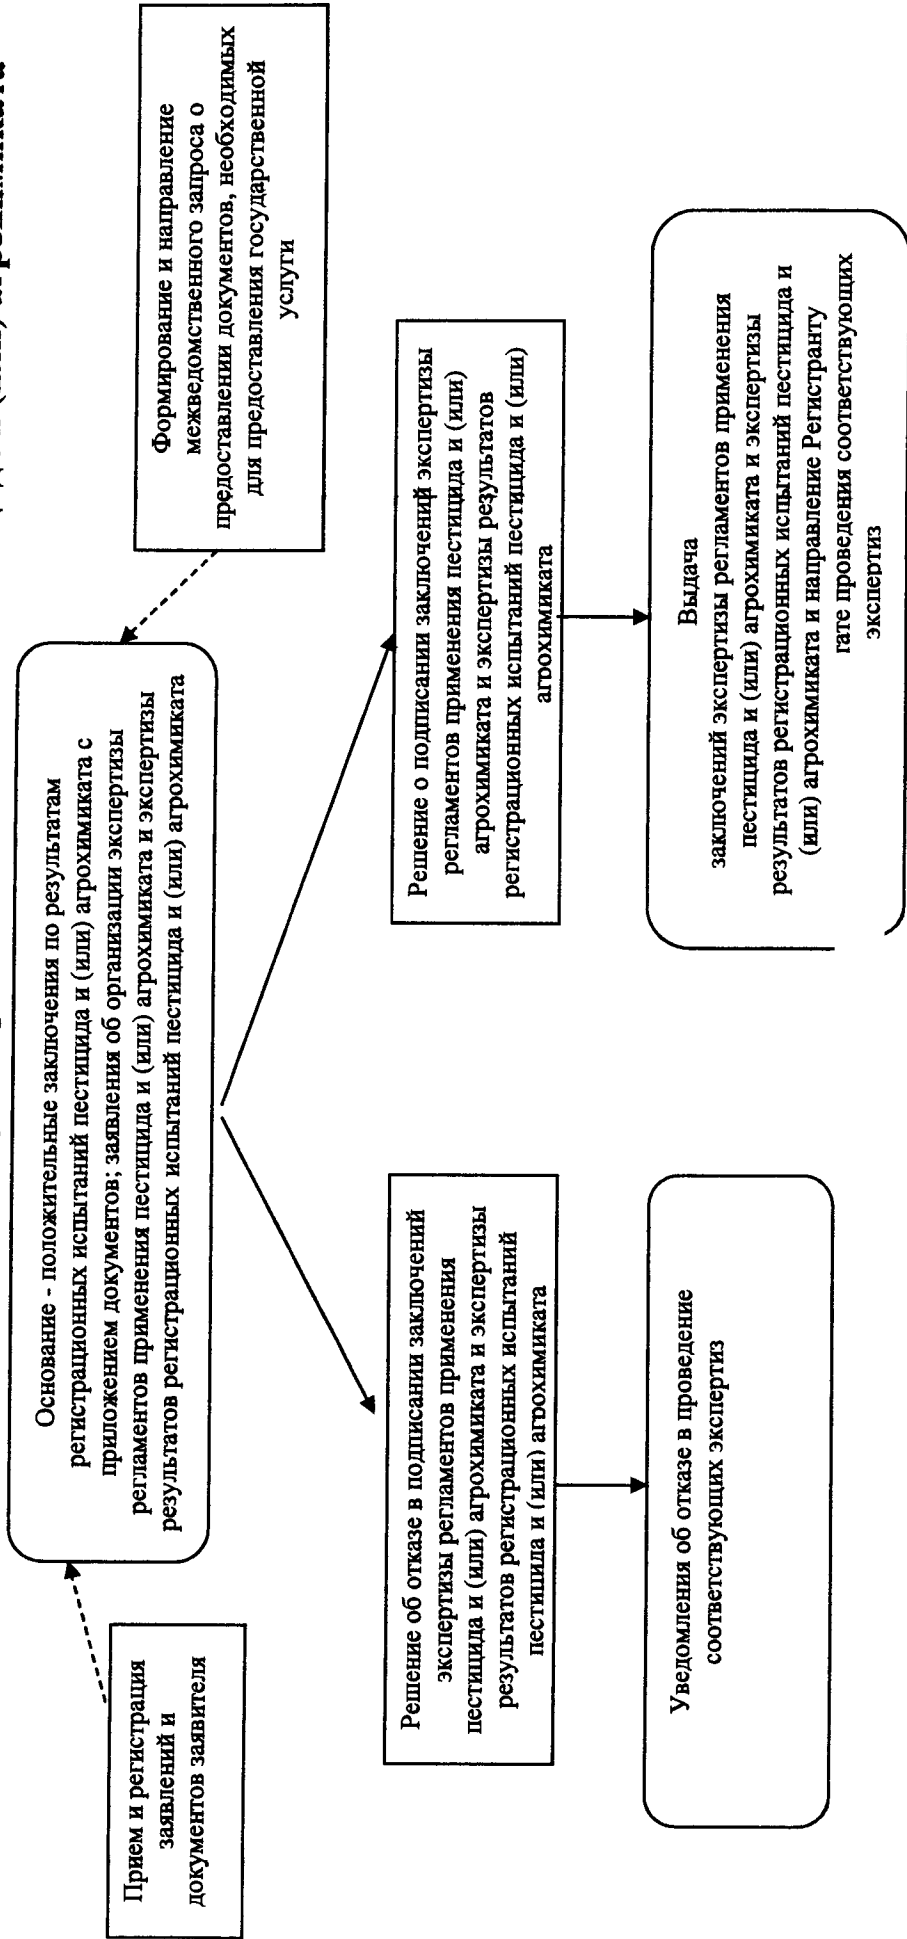 (или) агрохимиката
Основание - положительные заключения по результатам
регистрационных испытаний пестицида и (или) агрохимиката с
приложением документов; заявления об организации экспертизы
регламентов применения пестицида и (или) агрохимиката и экспертизы
результатов регистрационных испытаний пестицида и (или) агрохимиката
Прием и регистрация
заявлений и
документов заявителя
Формирование и направление
межведомственного запроса о
предоставлении документов, необходимых
для предоставления государственной
услуги
Решение об отказе в подписании заключений
экспертизы регламентов применения
пестицида и (или) агрохимиката и экспертизы
результатов регистрационных испытаний
пестицида и (или) агрохимиката
Решение о подписании заключений экспертизы
регламентов применения пестицида и (или)
агрохимиката и экспертизы результатов
регистрационных испытаний пестицида и (или)
агрохимиката
Уведомления об отказе в проведение
соответствующих экспертиз
Выдача
заключений экспертизы регламентов применения
пестицида и (или) агрохимиката и экспертизы
результатов регистрационных испытаний пестицида и
(или) агрохимиката и направление Регистранту
тате проведения соответствующих
экспертиз